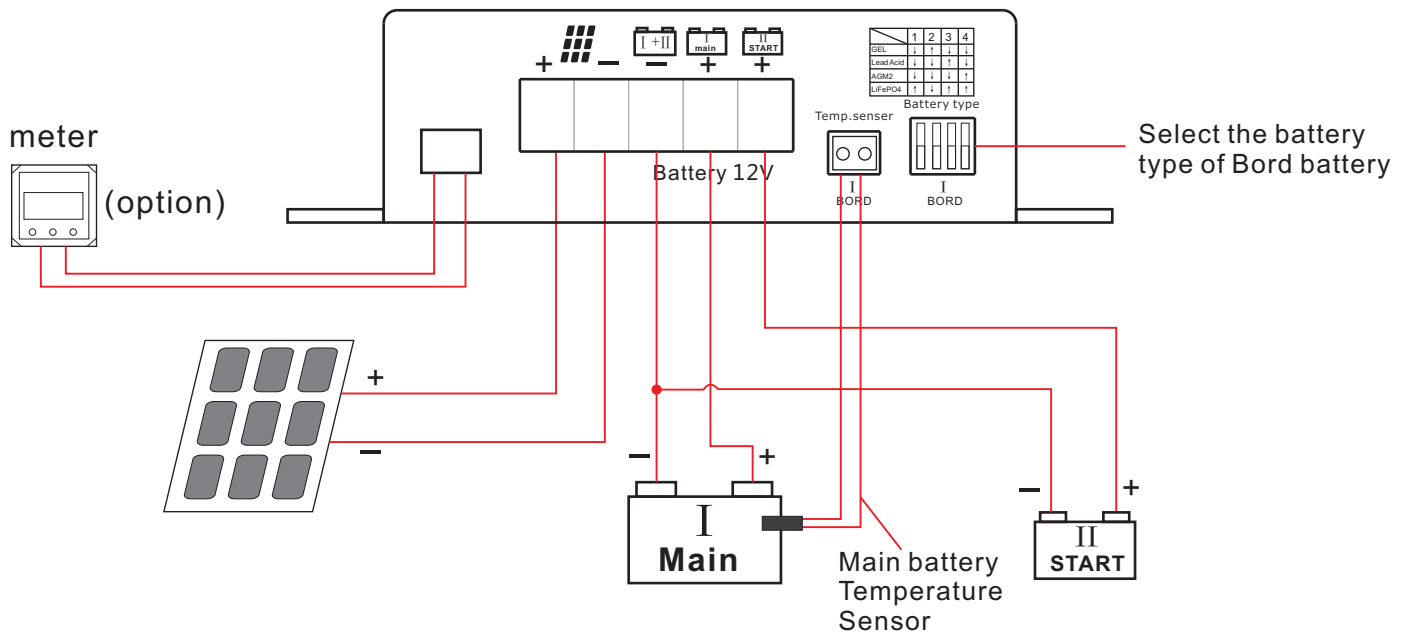 I +II
I
main
II
START
+ − − + +
1 2 3 4
GEL ↓ ↑ ↓ ↓
Lead Acid ↓ ↓ ↑ ↓
AGM2 ↓ ↓ ↓ ↑
LiFePO4 ↑ ↓ ↑ ↑
Battery type
Temp.senser
Battery 12V
I
BORD
I
BORD
Select the battery
type of Bord battery
meter
(option)
+
−
− +
I
Main
Main battery
Temperature
Sensor
− +
II
START